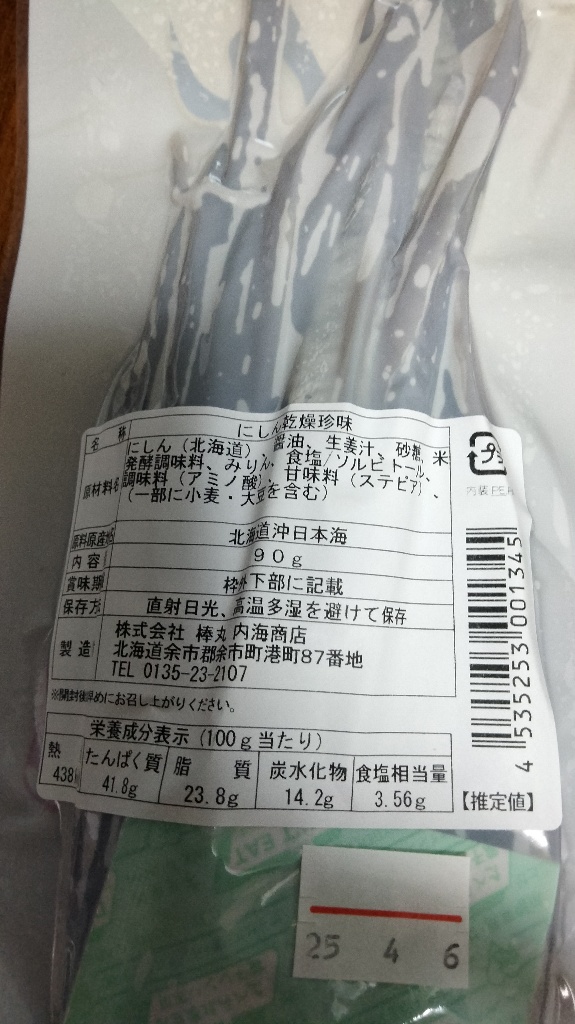 名 称 にしん乾燥珍味
原材料名 にしん（北海道）、醤油、生姜汁、砂糖、米
発酵調味料、みりん、食塩/ソルビトール、
調味料（アミノ酸）、甘味料（ステビア）、
（一部に小麦・大豆を含む）
原料原産地 北海道沖日本海
内容 90g
賞味期 枠外下部に記載
保存方 直射日光、高温多湿を避けて保存
製造 株式会社 棒丸内海商店
北海道余市郡余市町港町87番地
TEL 0135-23-2107
※開封後早めにお召し上がりください。
プラ
内装PE
4 535253 001345
栄養成分表示（100g当たり）
熱 たんぱく質 脂 質 炭水化物 食塩相当量
438 41.8g 23.8g 14.2g 3.56g
【推定値】
25 4 6